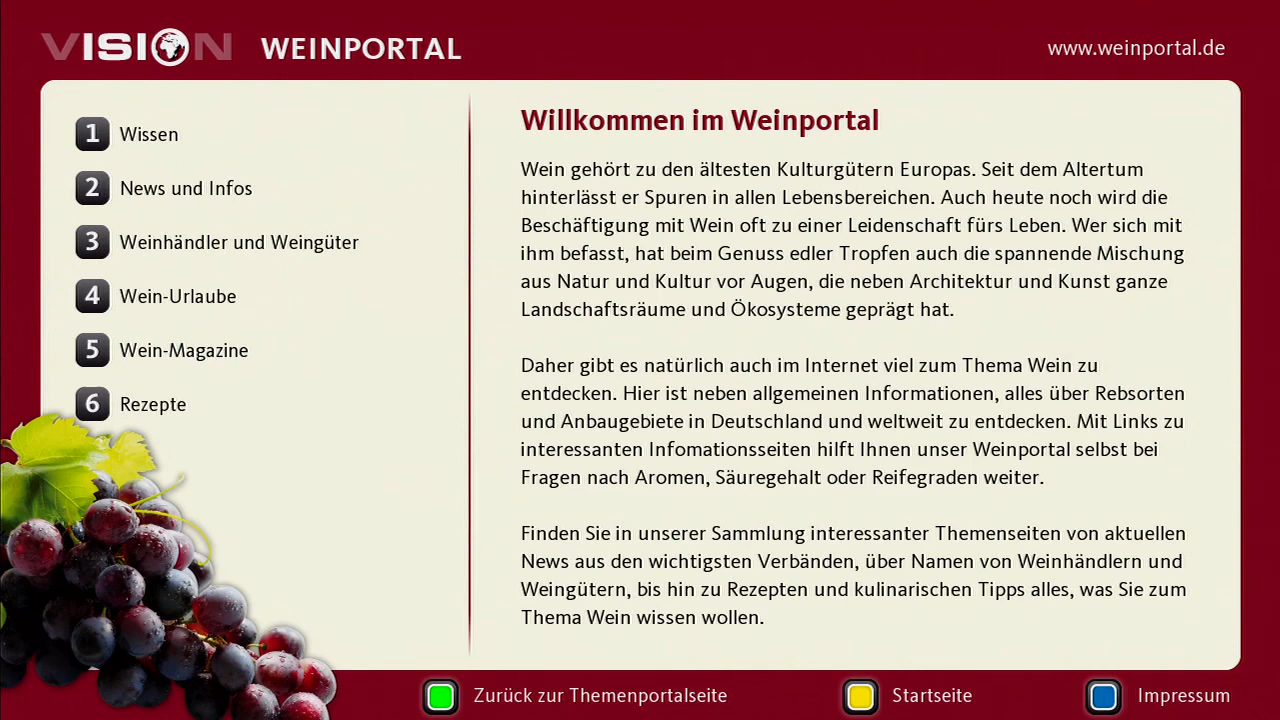 VISION WEINPORTAL www.weinportal.de
1 Wissen
2 News und Infos
3 Weinhändler und Weingüter
4 Wein-Urlaube
5 Wein-Magazine
6 Rezepte
Willkommen im Weinportal
Wein gehört zu den ältesten Kulturgütern Europas. Seit dem Altertum
hinterlässt er Spuren in allen Lebensbereichen. Auch heute noch wird die
Beschäftigung mit Wein oft zu einer Leidenschaft fürs Leben. Wer sich mit
ihm befasst, hat beim Genuss edler Tropfen auch die spannende Mischung
aus Natur und Kultur vor Augen, die neben Architektur und Kunst ganze
Landschaftsräume und Ökosysteme geprägt hat.
Daher gibt es natürlich auch im Internet viel zum Thema Wein zu
entdecken. Hier ist neben allgemeinen Informationen, alles über Rebsorten
und Anbaugebiete in Deutschland und weltweit zu entdecken. Mit Links zu
interessanten Infomationsseiten hilft Ihnen unser Weinportal selbst bei
Fragen nach Aromen, Säuregehalt oder Reifegraden weiter.
Finden Sie in unserer Sammlung interessanter Themenseiten von aktuellen
News aus den wichtigsten Verbänden, über Namen von Weinhändlern und
Weingütern, bis hin zu Rezepten und kulinarischen Tipps alles, was Sie zum
Thema Wein wissen wollen.
Zurück zur Themenportalseite Startseite Impressum